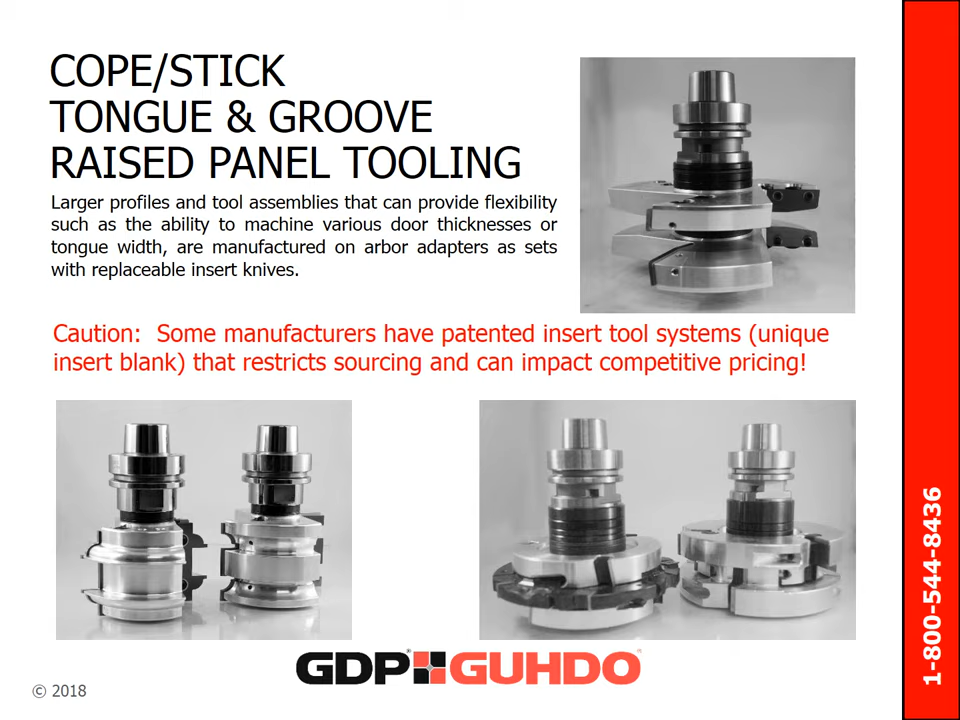 COPE/STICK
TONGUE & GROOVE
RAISED PANEL TOOLING
Larger profiles and tool assemblies that can provide flexibility
such as the ability to machine various door thicknesses or
tongue width, are manufactured on arbor adapters as sets
with replaceable insert knives.
Caution:  Some manufacturers have patented insert tool systems (unique
insert blank) that restricts sourcing and can impact competitive pricing!
GDP® GUHDO®
© 2018
1-800-544-8436